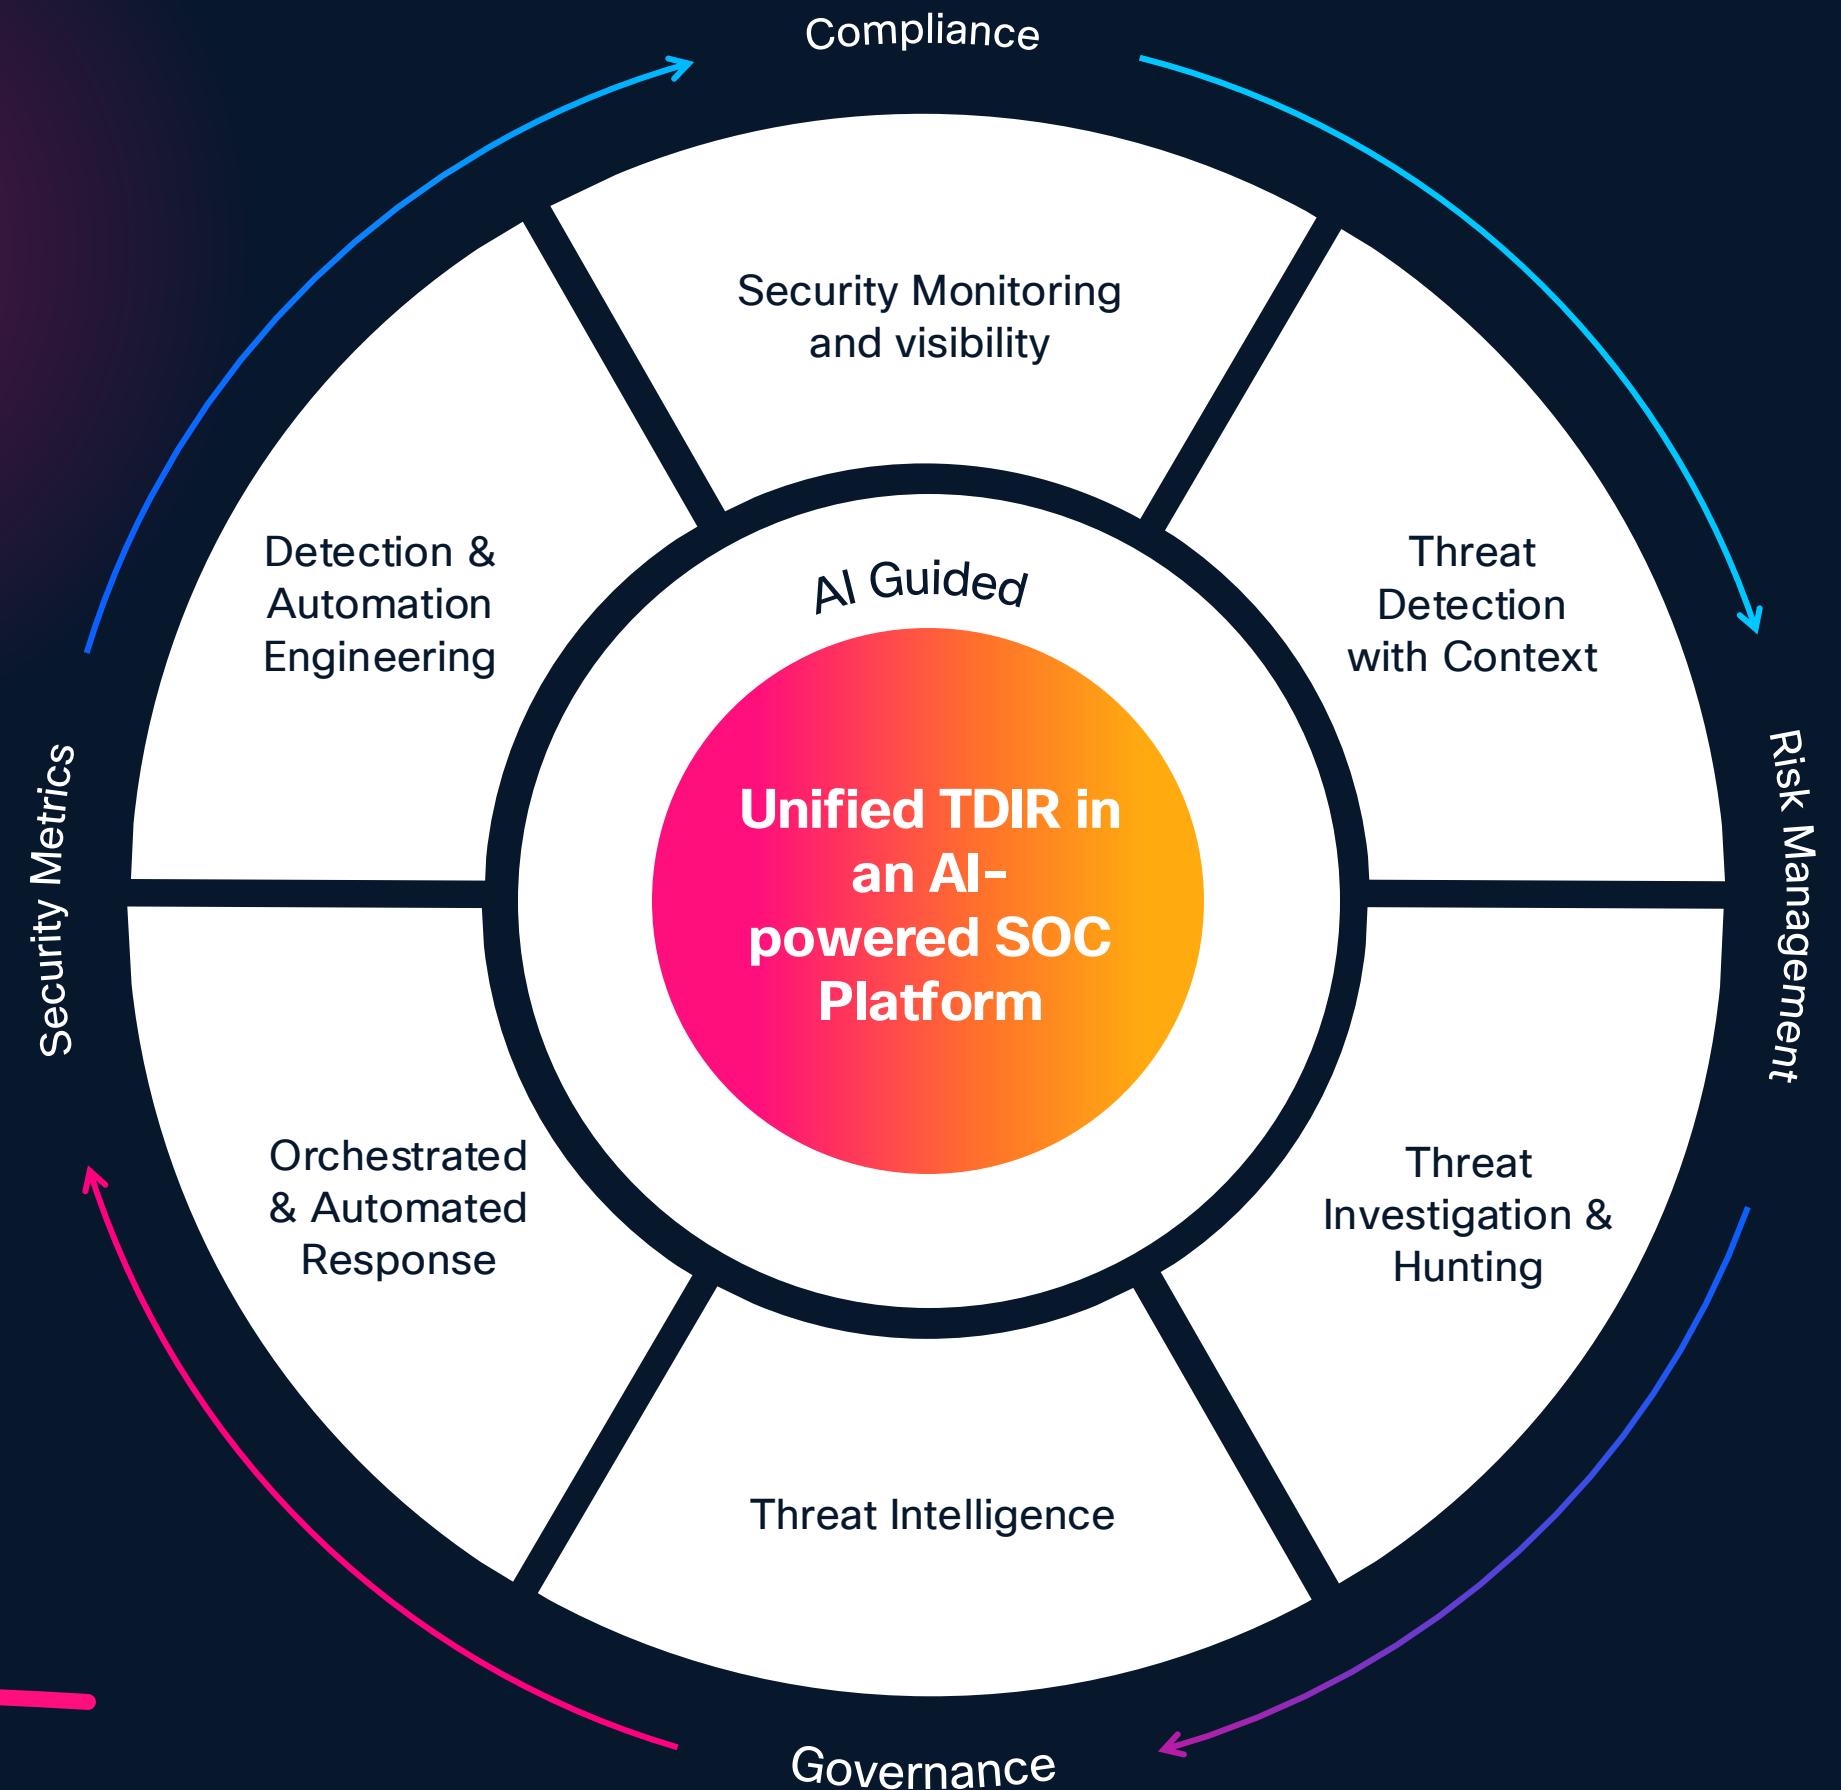 Compliance
Security Monitoring
and visibility
Detection &
Automation
Engineering
Threat
Detection
with Context
AI Guided
Unified TDIR in
an AI-
powered SOC
Platform
Security Metrics
Risk Management
Orchestrated
& Automated
Response
Threat
Investigation &
Hunting
Threat Intelligence
Governance